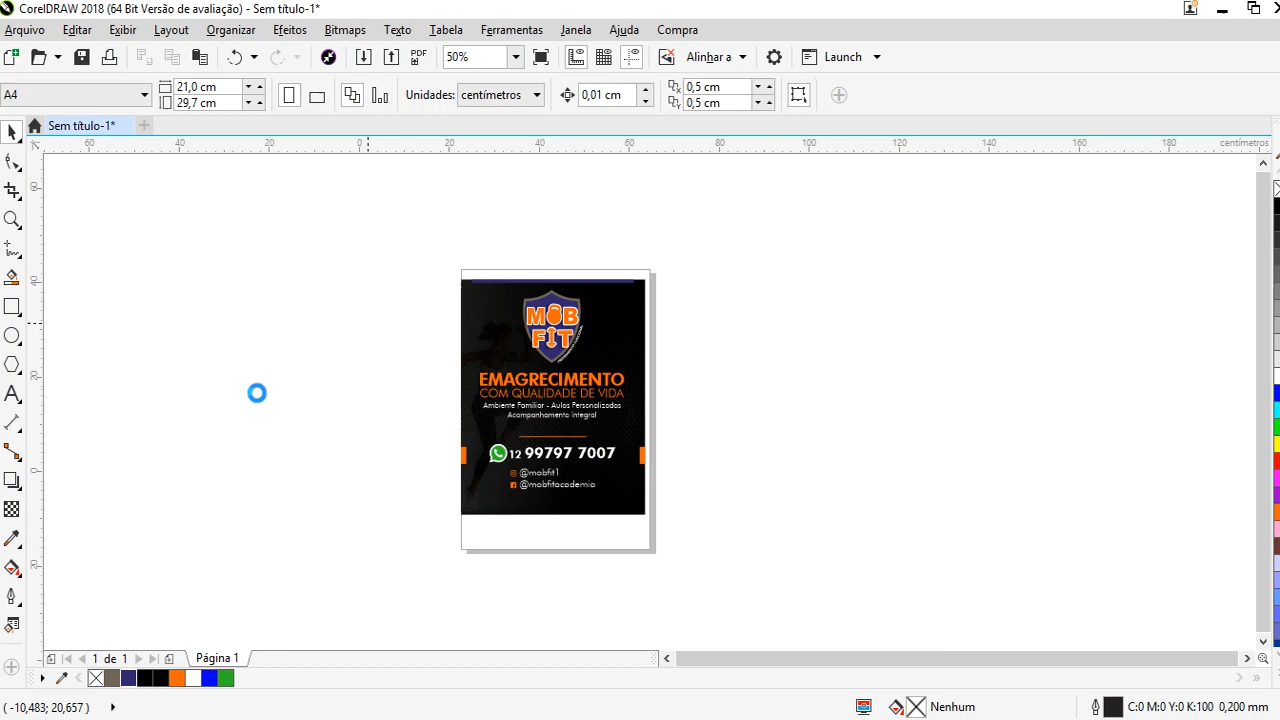 CorelDRAW 2018 (64 Bit Versão de avaliação) - Sem título-1*
Arquivo Editar Exibir Layout Organizar Efeitos Bitmaps Texto Tabela Ferramentas Janela Ajuda Compra
PDF 50% Alinhar a Launch
A4 21,0 cm 29,7 cm Unidades: centímetros 0,01 cm 0,5 cm 0,5 cm
Sem título-1*
60 40 20 0 20 40 60 80 100 120 140 160 180 centímetros
40
20
0
20
MOB
FIT
EMAGRECIMENTO
COM QUALIDADE DE VIDA
Ambiente Familiar - Aulas Personalizadas
Acompanhamento Integral
12 99797 7007
@mobfit1
@mobfitacademia
1 de 1 Página 1
( -10,483; 20,657 ) Nenhum C:0 M:0 Y:0 K:100 0,200 mm